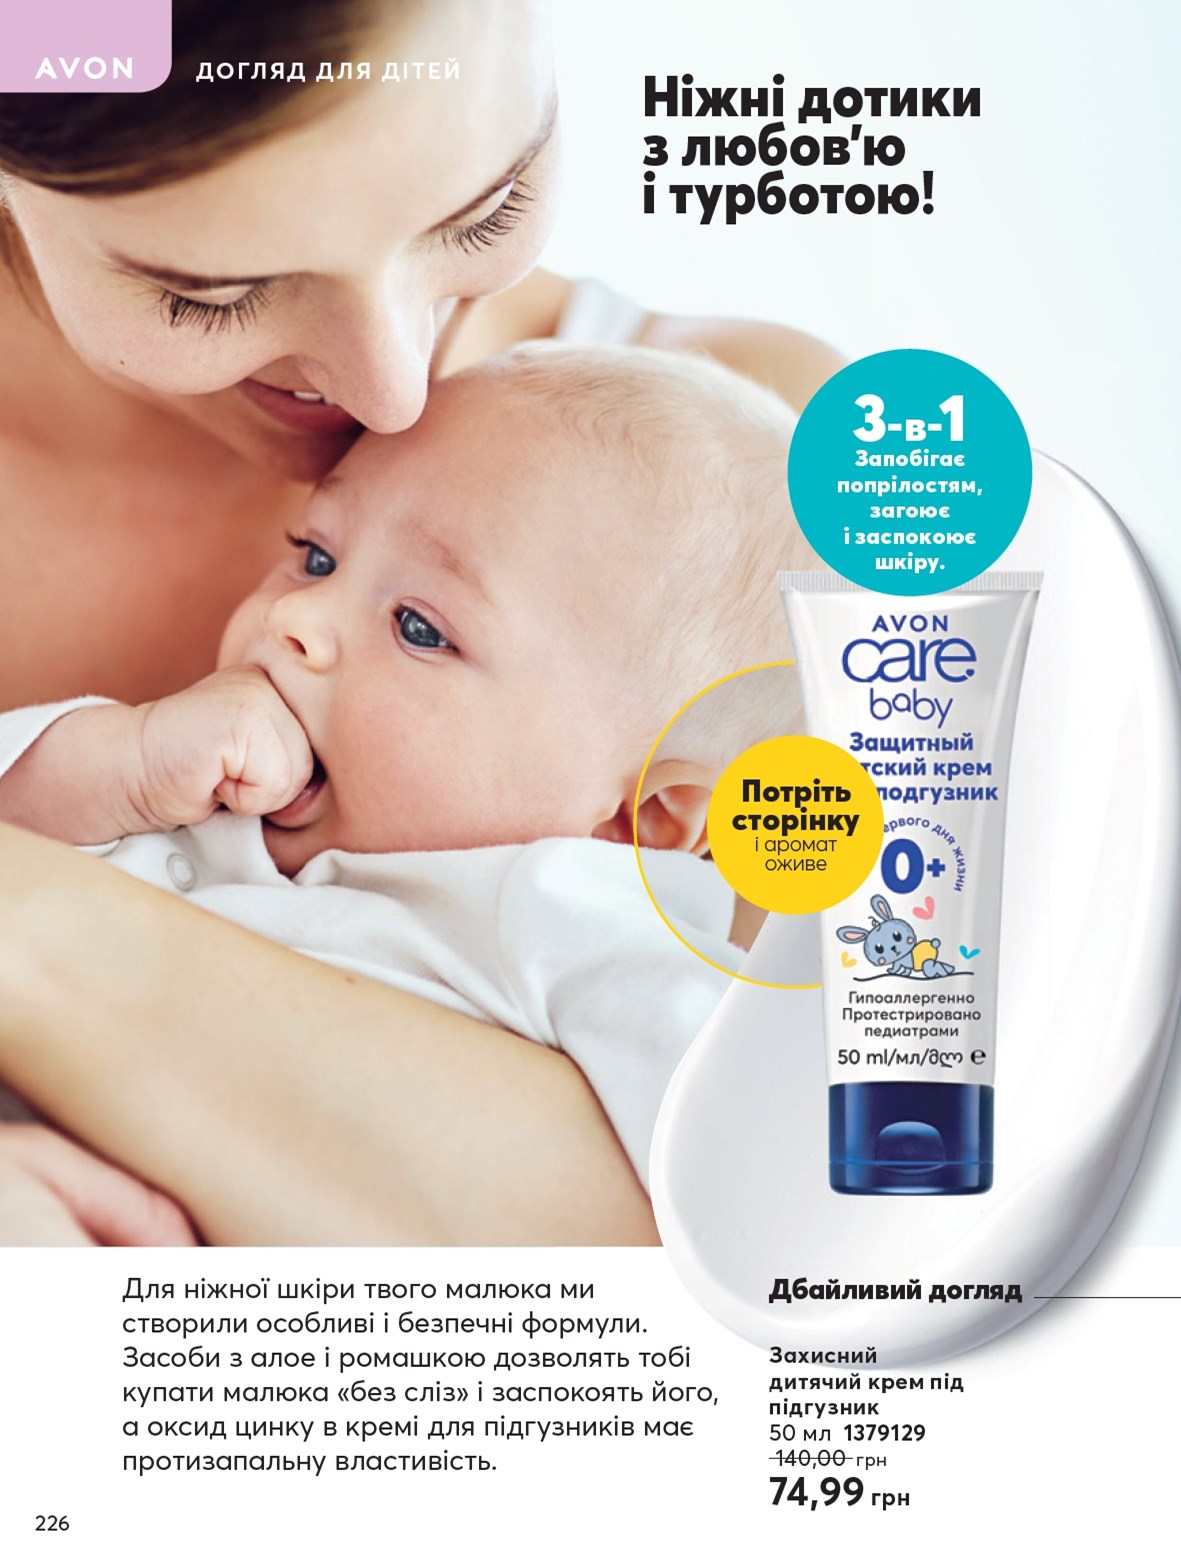 AVON
ДОГЛЯД ДЛЯ ДІТЕЙ
Ніжні дотики
з любов’ю
і турботою!
3-в-1
Запобігає
попрілостям,
загоює
і заспокоює
шкіру.
AVON
care
baby
Защитный
крем
подгузник
дня жизни
0+
Потріть
сторінку
і аромат
оживе
Гипоаллергенно
Протестрировано
педиатрами
50 ml/мл/მლ ℮
Для ніжної шкіри твого малюка ми
створили особливі і безпечні формули.
Засоби з алое і ромашкою дозволять тобі
купати малюка «без сліз» і заспокоять його,
а оксид цинку в кремі для підгузників має
протизапальну властивість.
Дбайливий догляд
Захисний
дитячий крем під
підгузник
50 мл 1379129
140,00 грн
74,99 грн
226